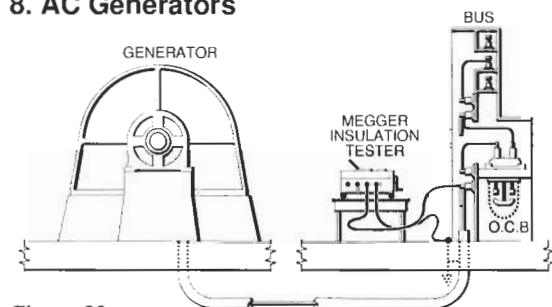 8. AC Generators
BUS
GENERATOR
MEGGER
INSULATION
TESTER
O.C.B